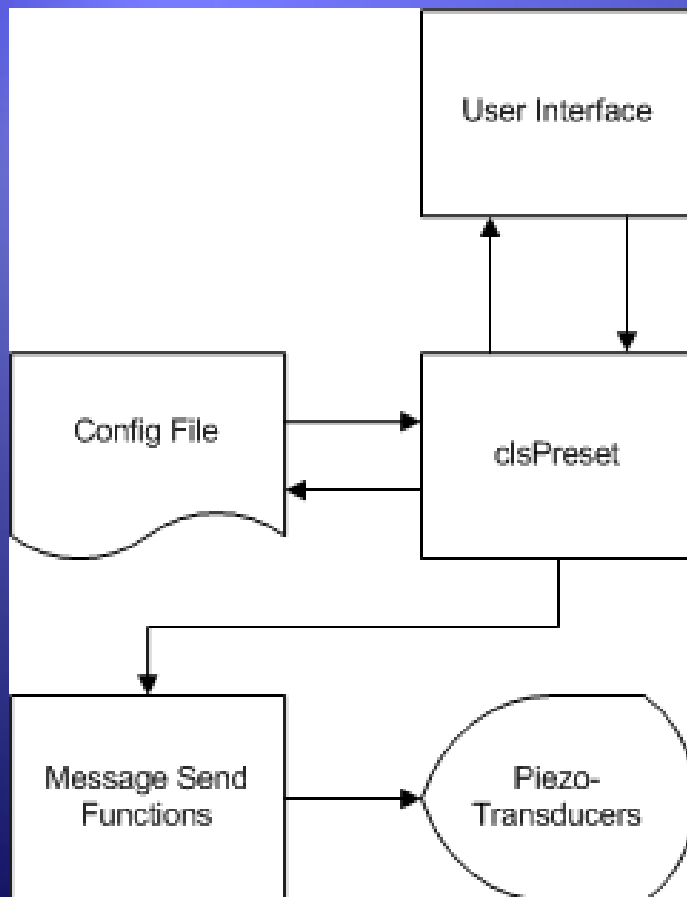 User Interface
Config File
clsPreset
Message Send
Functions
Piezo-
Transducers